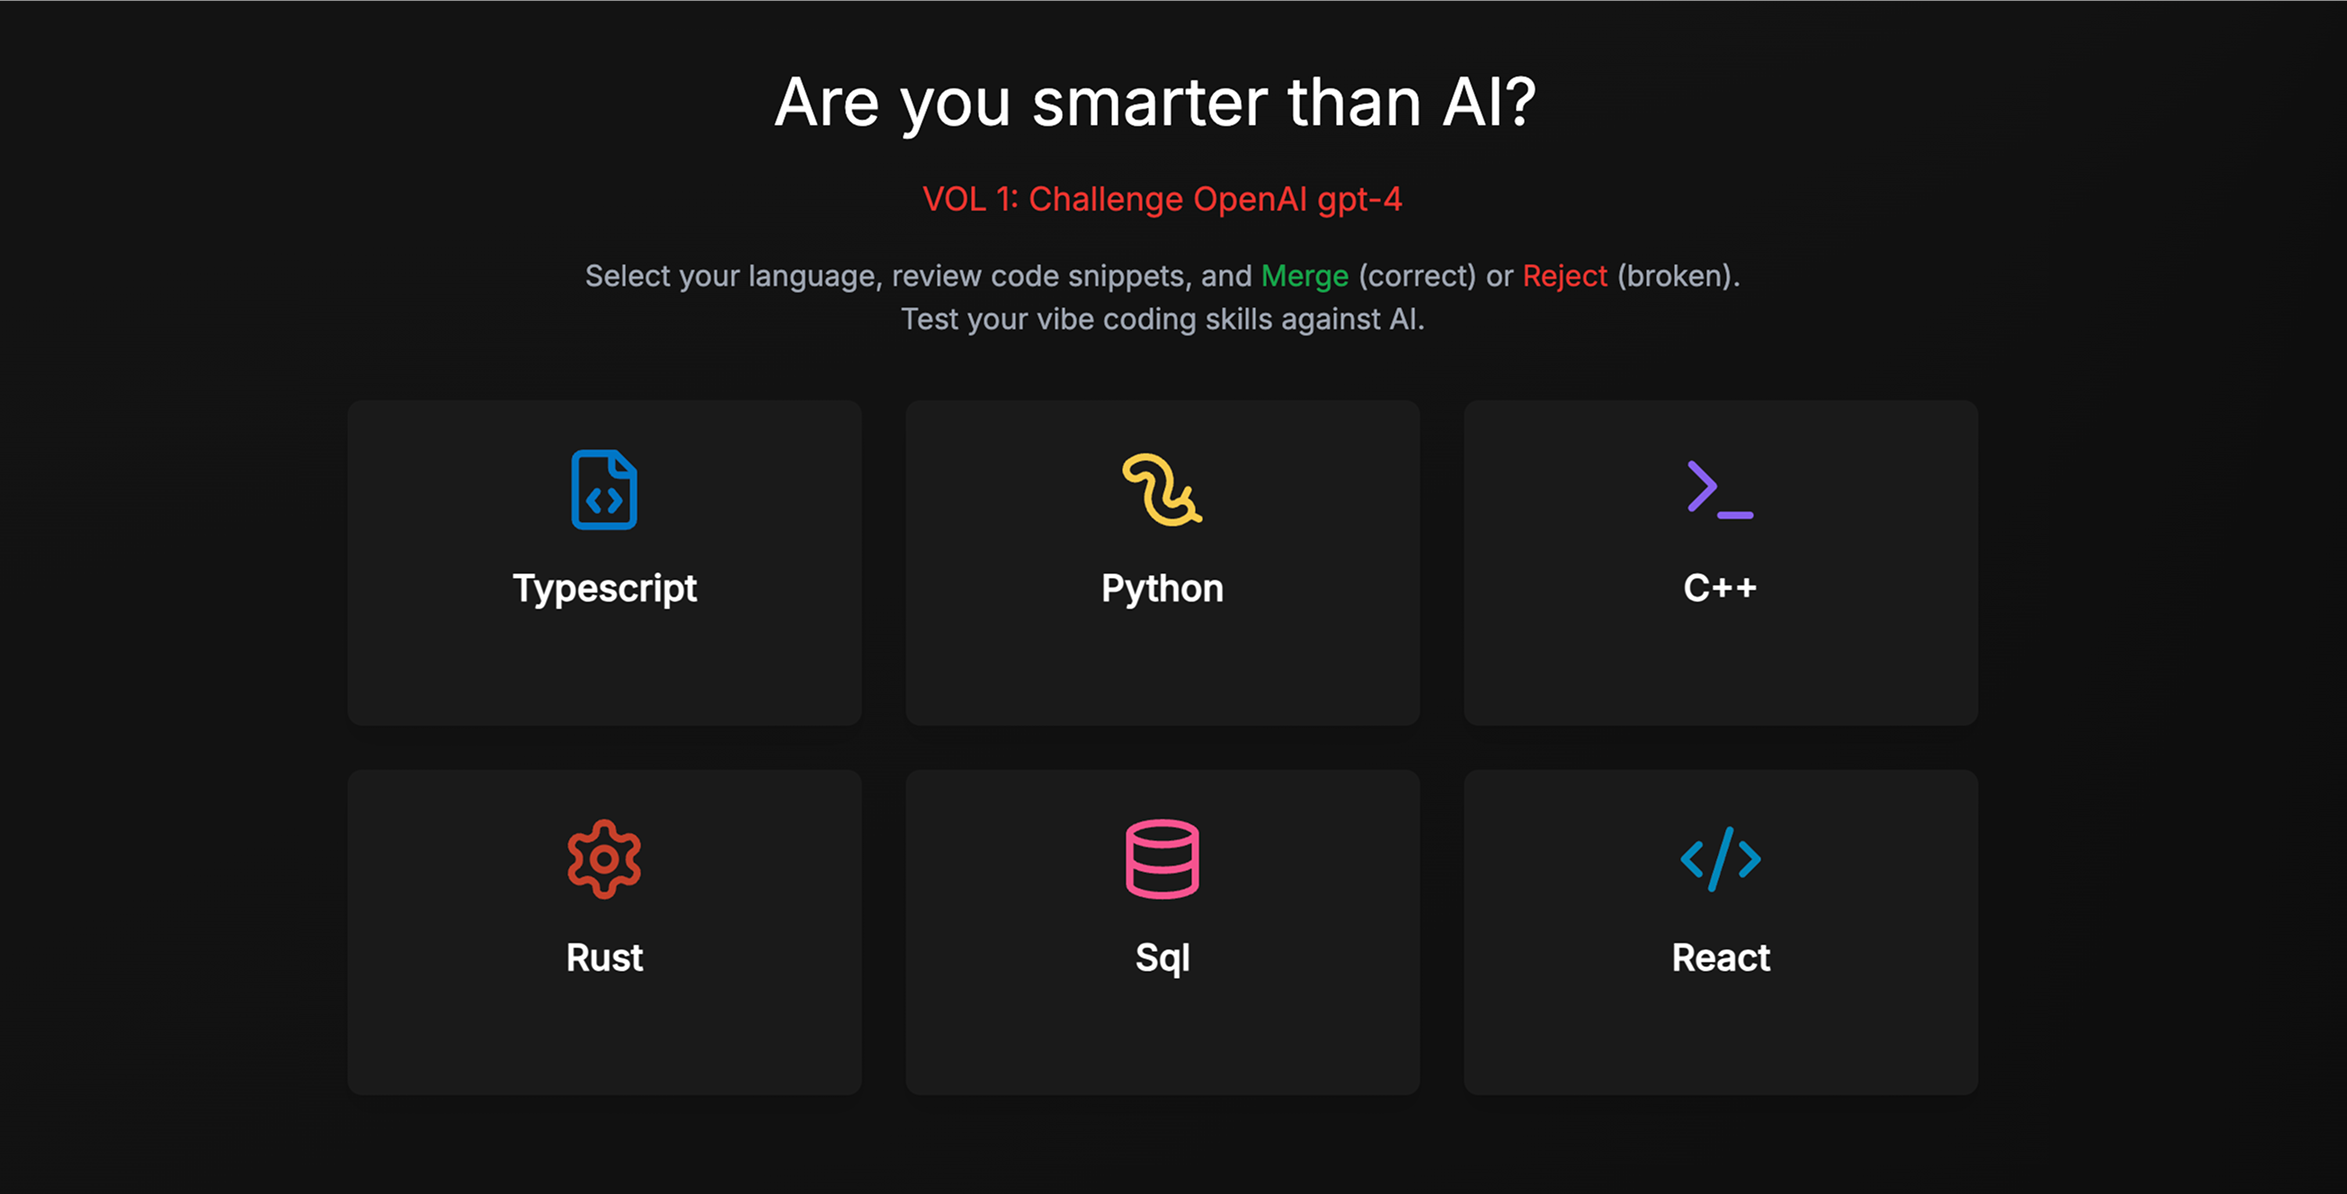 Are you smarter than AI?
VOL 1: Challenge OpenAI gpt-4
Select your language, review code snippets, and Merge (correct) or Reject (broken).
Test your vibe coding skills against AI.
Typescript
Python
C++
Rust
Sql
React